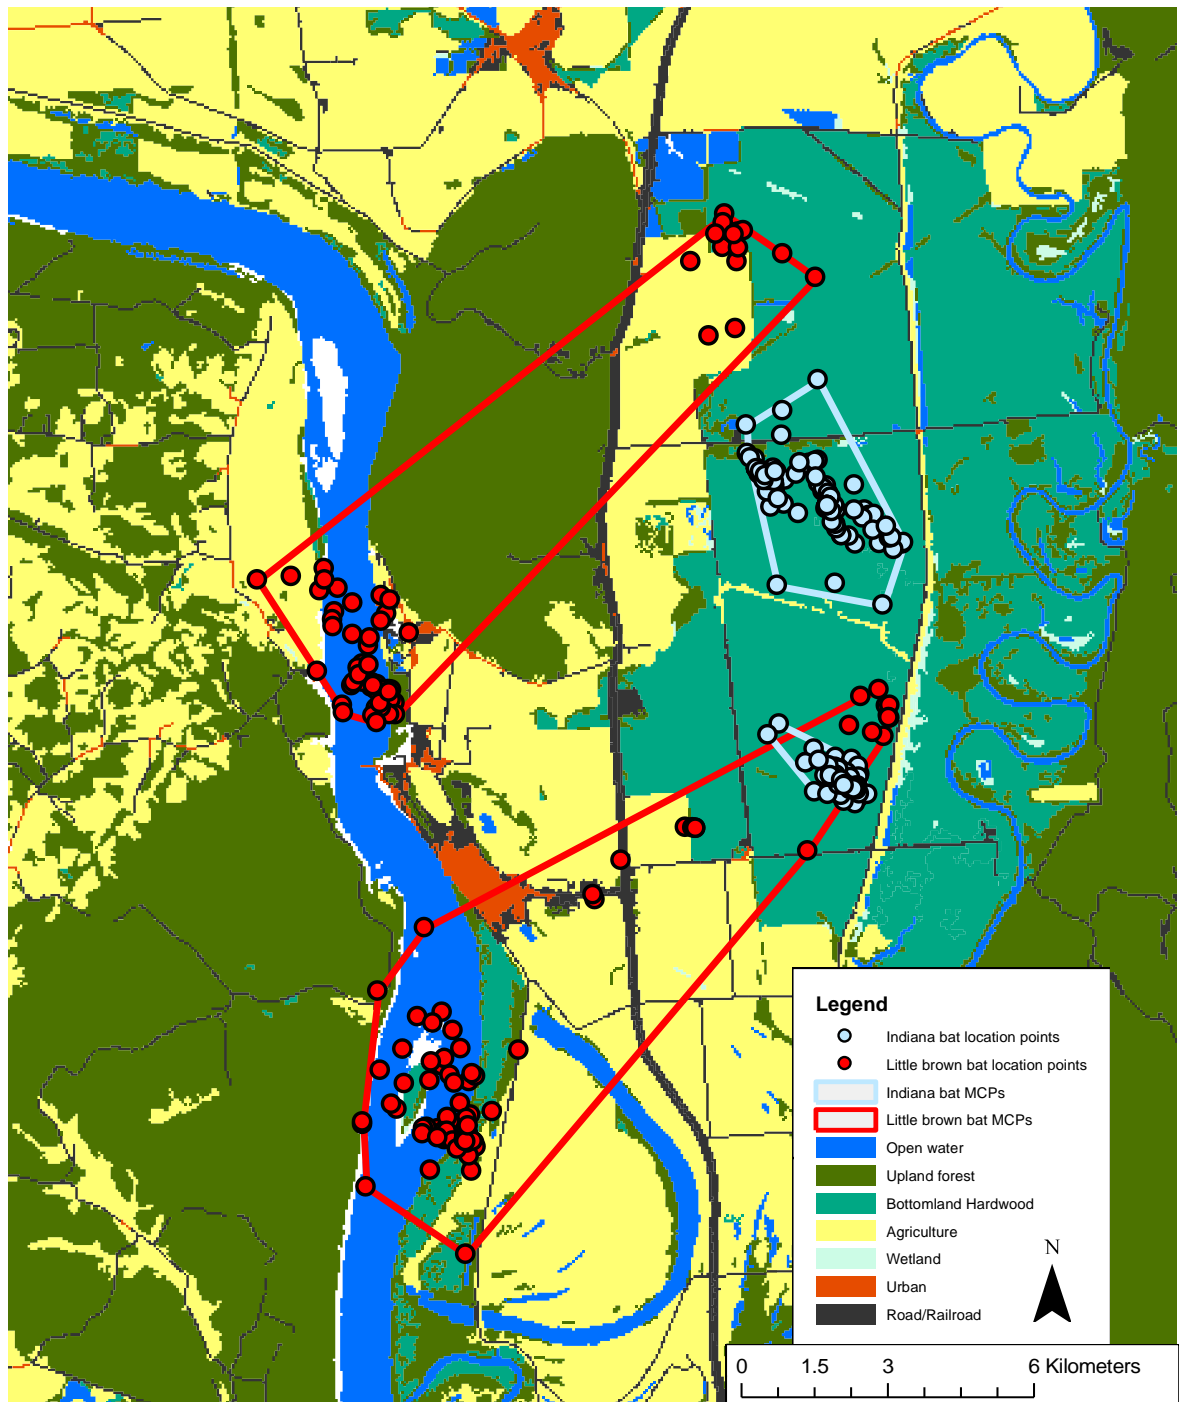 Legend
Indiana bat location points
Little brown bat location points
Indiana bat MCPs
Little brown bat MCPs
Open water
Upland forest
Bottomland Hardwood
Agriculture
Wetland
Urban
Road/Railroad
N
0 1.5 3 6 Kilometers